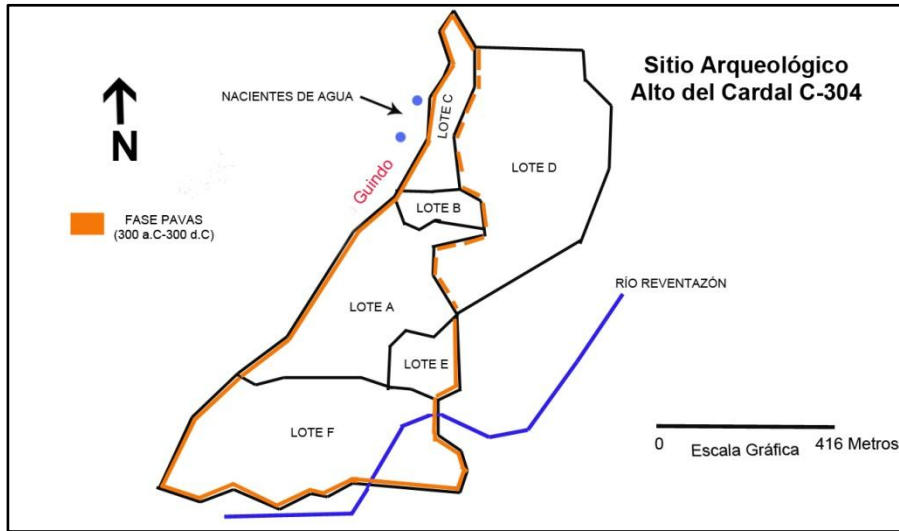 Sitio Arqueológico
Alto del Cardal C-304
N
NACIENTES DE AGUA
Guindo
FASE PAVAS
(300 a.C-300 d.C)
LOTE C
LOTE D
LOTE B
RÍO REVENTAZÓN
LOTE A
LOTE E
LOTE F
0 416 Metros
Escala Gráfica